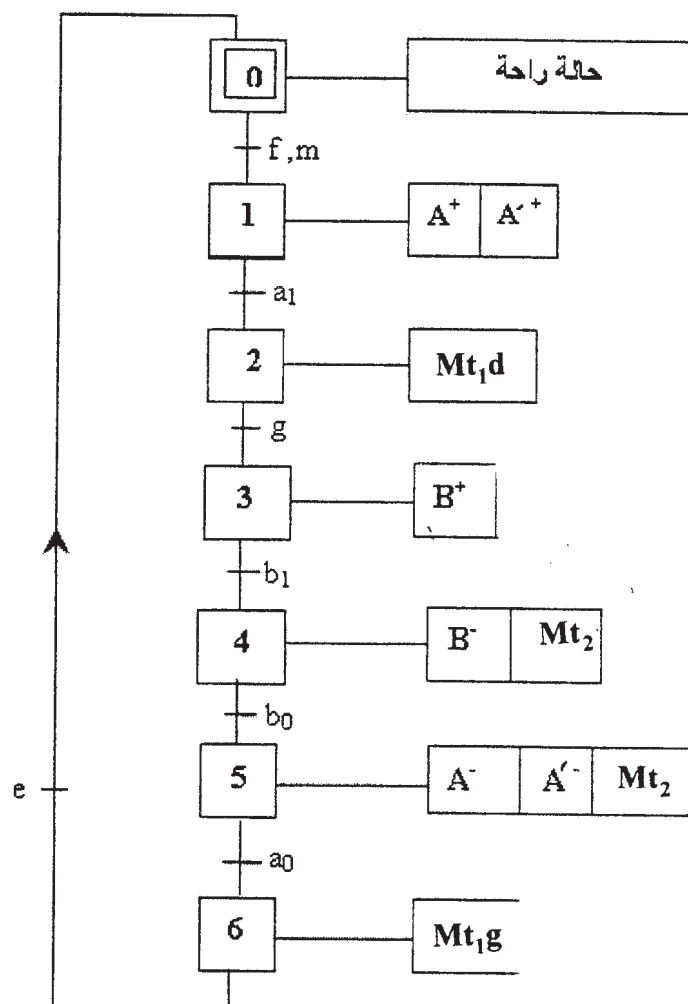 0 حالة راحة
f ,m
1 A⁺ A´⁺
a₁
2 Mt₁d
g
3 B⁺
b₁
4 B⁻ Mt₂
b₀
e 5 A⁻ A´⁻ Mt₂
a₀
6 Mt₁g